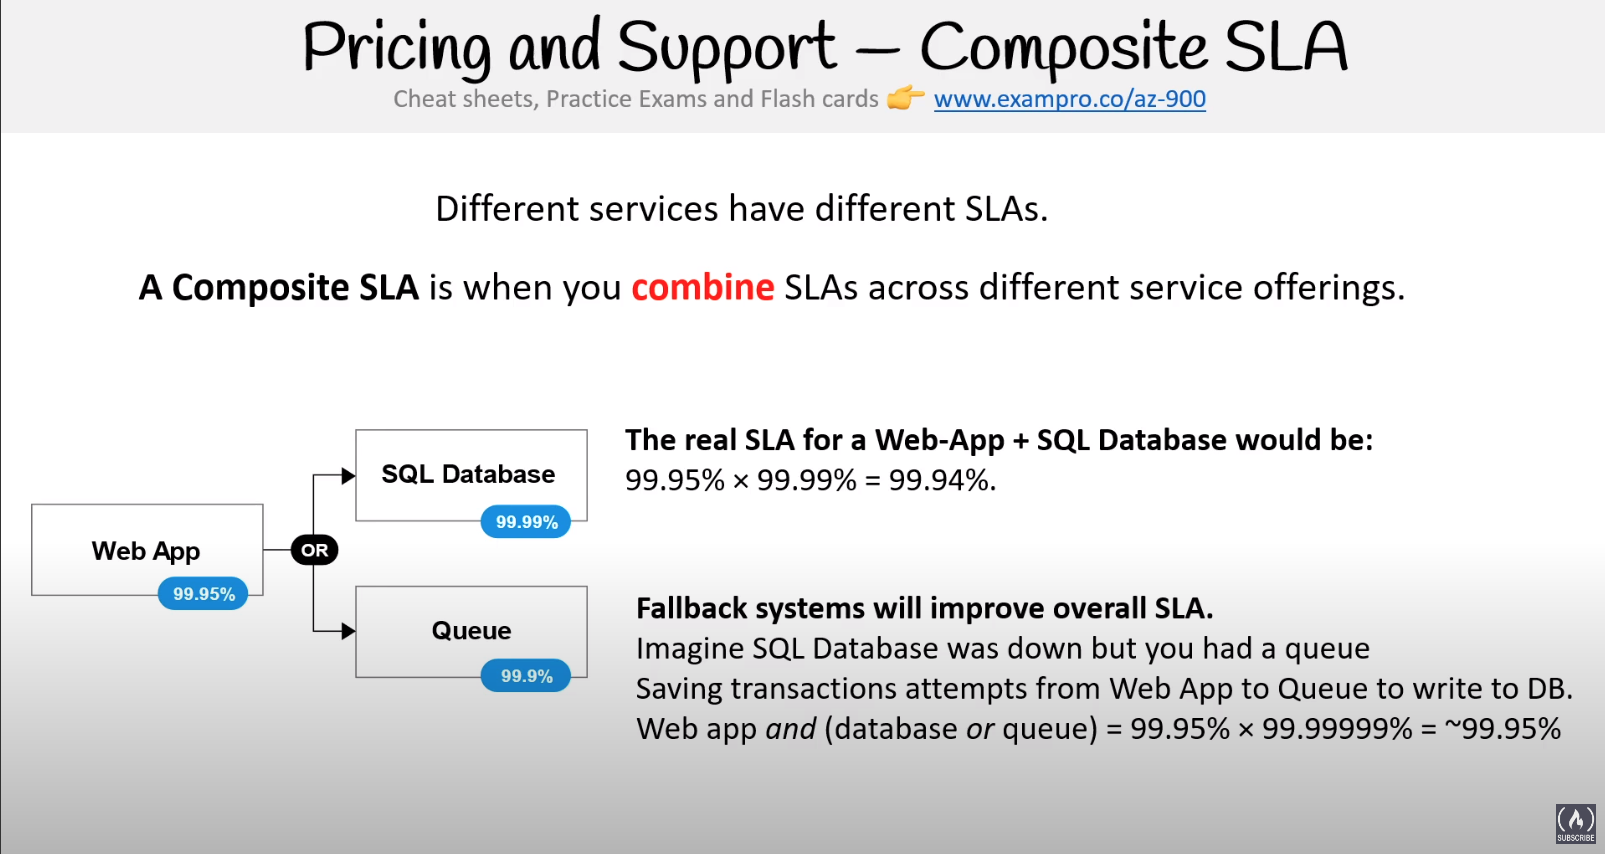 Pricing and Support – Composite SLA
Cheat sheets, Practice Exams and Flash cards 👉 www.exampro.co/az-900
Different services have different SLAs.
A Composite SLA is when you combine SLAs across different service offerings.
Web App
99.95%
OR
SQL Database
99.99%
Queue
99.9%
The real SLA for a Web-App + SQL Database would be:
99.95% × 99.99% = 99.94%.
Fallback systems will improve overall SLA.
Imagine SQL Database was down but you had a queue
Saving transactions attempts from Web App to Queue to write to DB.
Web app and (database or queue) = 99.95% × 99.99999% = ~99.95%
SUBSCRIBE